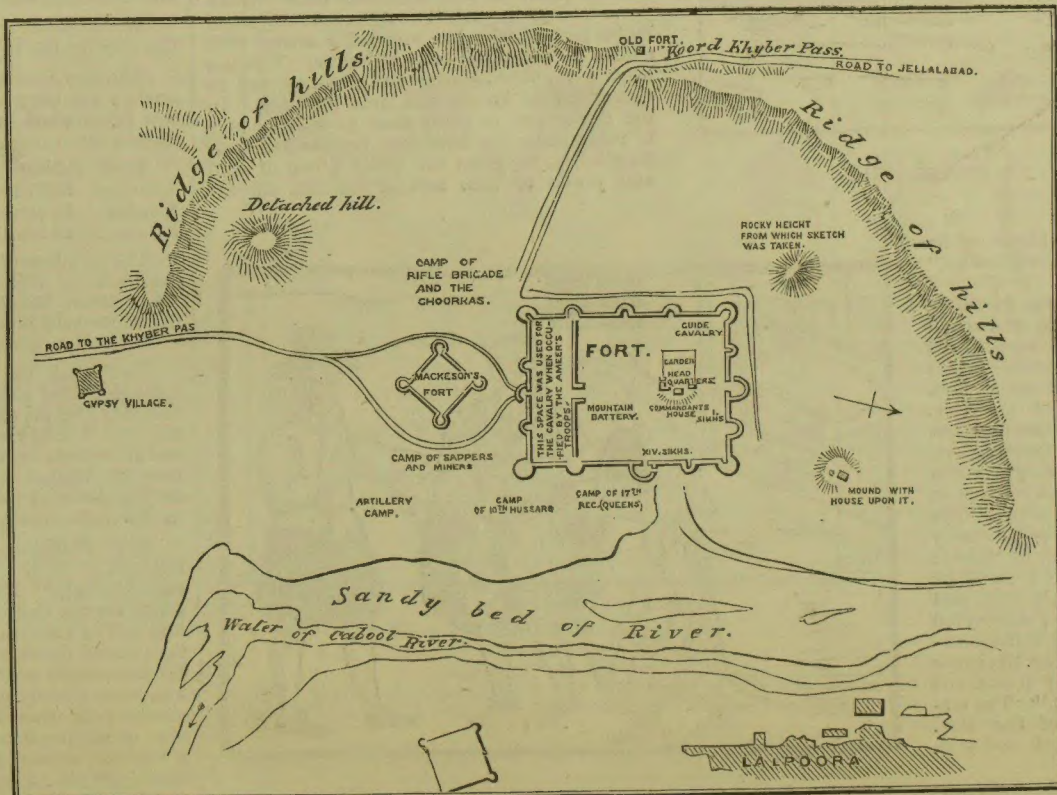 OLD FORT.
Koord Khyber Pass.
ROAD TO JELLALABAD.
Ridge of hills.
Ridge of hills
Detached hill.
ROCKY HEIGHT
FROM WHICH SKETCH
WAS TAKEN.
CAMP OF
RIFLE BRIGADE
AND THE
GHOORKAS.
ROAD TO THE KHYBER PAS
GYPSY VILLAGE.
MACKESON'S
FORT
THIS SPACE WAS USED FOR
THE CAVALRY WHEN OCCU-
PIED BY THE AMEER'S
TROOPS.
FORT.
GUIDE
CAVALRY.
GARDEN
HEAD
QUARTERS
COMMANDANTS
HOUSE
SIKHS
MOUNTAIN
BATTERY.
XIV. SIKHS.
CAMP OF SAPPERS
AND MINERS
ARTILLERY
CAMP.
CAMP
OF 10TH HUSSARS
CAMP OF 17TH
REG.(QUEENS)
MOUND WITH
HOUSE UPON IT.
Sandy bed of River.
Water of Cabool River.
LALPOORA